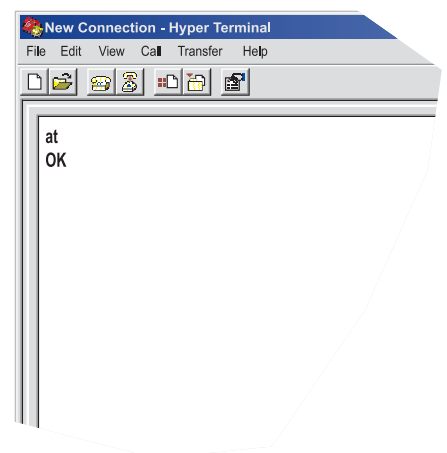 New Connection - Hyper Terminal
File Edit View Call Transfer Help
at
OK